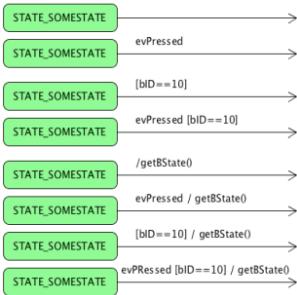 STATE_SOMESTATE
STATE_SOMESTATE evPressed
STATE_SOMESTATE [bID==10]
STATE_SOMESTATE evPressed [bID==10]
STATE_SOMESTATE /getBState()
STATE_SOMESTATE evPressed / getBState()
STATE_SOMESTATE [bID==10] / getBState()
STATE_SOMESTATE evPRessed [bID==10] / getBState()